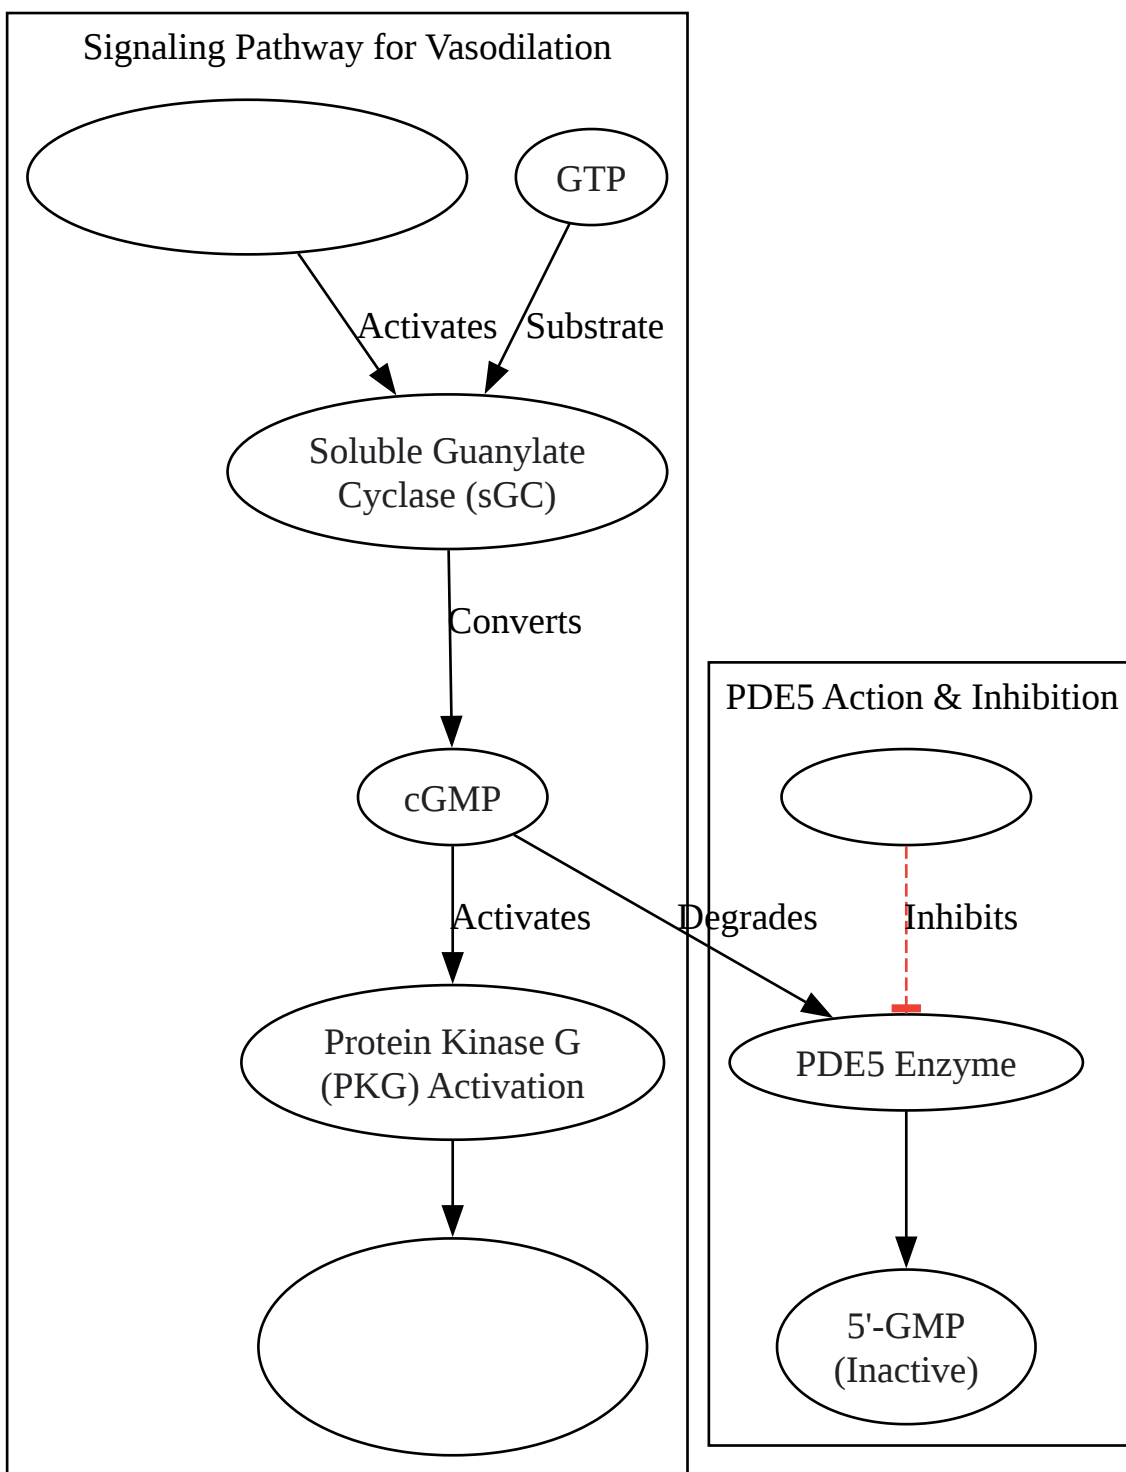 Signaling Pathway for Vasodilation
GTP
Activates
Substrate
Soluble Guanylate
Cyclase (sGC)
Converts
PDE5 Action & Inhibition
cGMP
Activates
Degrades
Inhibits
Protein Kinase G
(PKG) Activation
PDE5 Enzyme
5'-GMP
(Inactive)